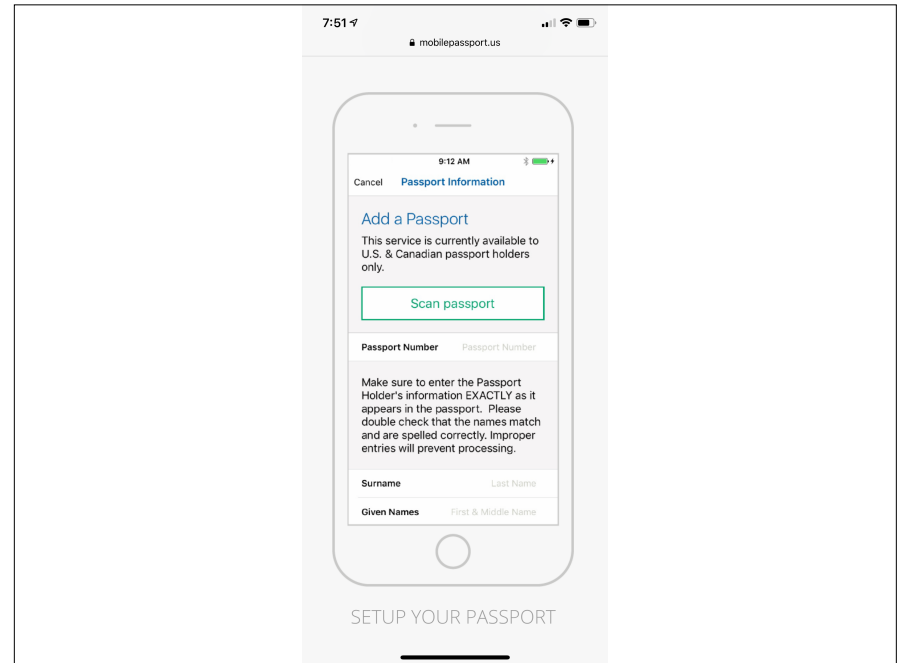 7:51
mobilepassport.us
9:12 AM
Cancel Passport Information
Add a Passport
This service is currently available to
U.S. & Canadian passport holders
only.
Scan passport
Passport Number Passport Number
Make sure to enter the Passport
Holder's information EXACTLY as it
appears in the passport. Please
double check that the names match
and are spelled correctly. Improper
entries will prevent processing.
Surname Last Name
Given Names First & Middle Name
SETUP YOUR PASSPORT